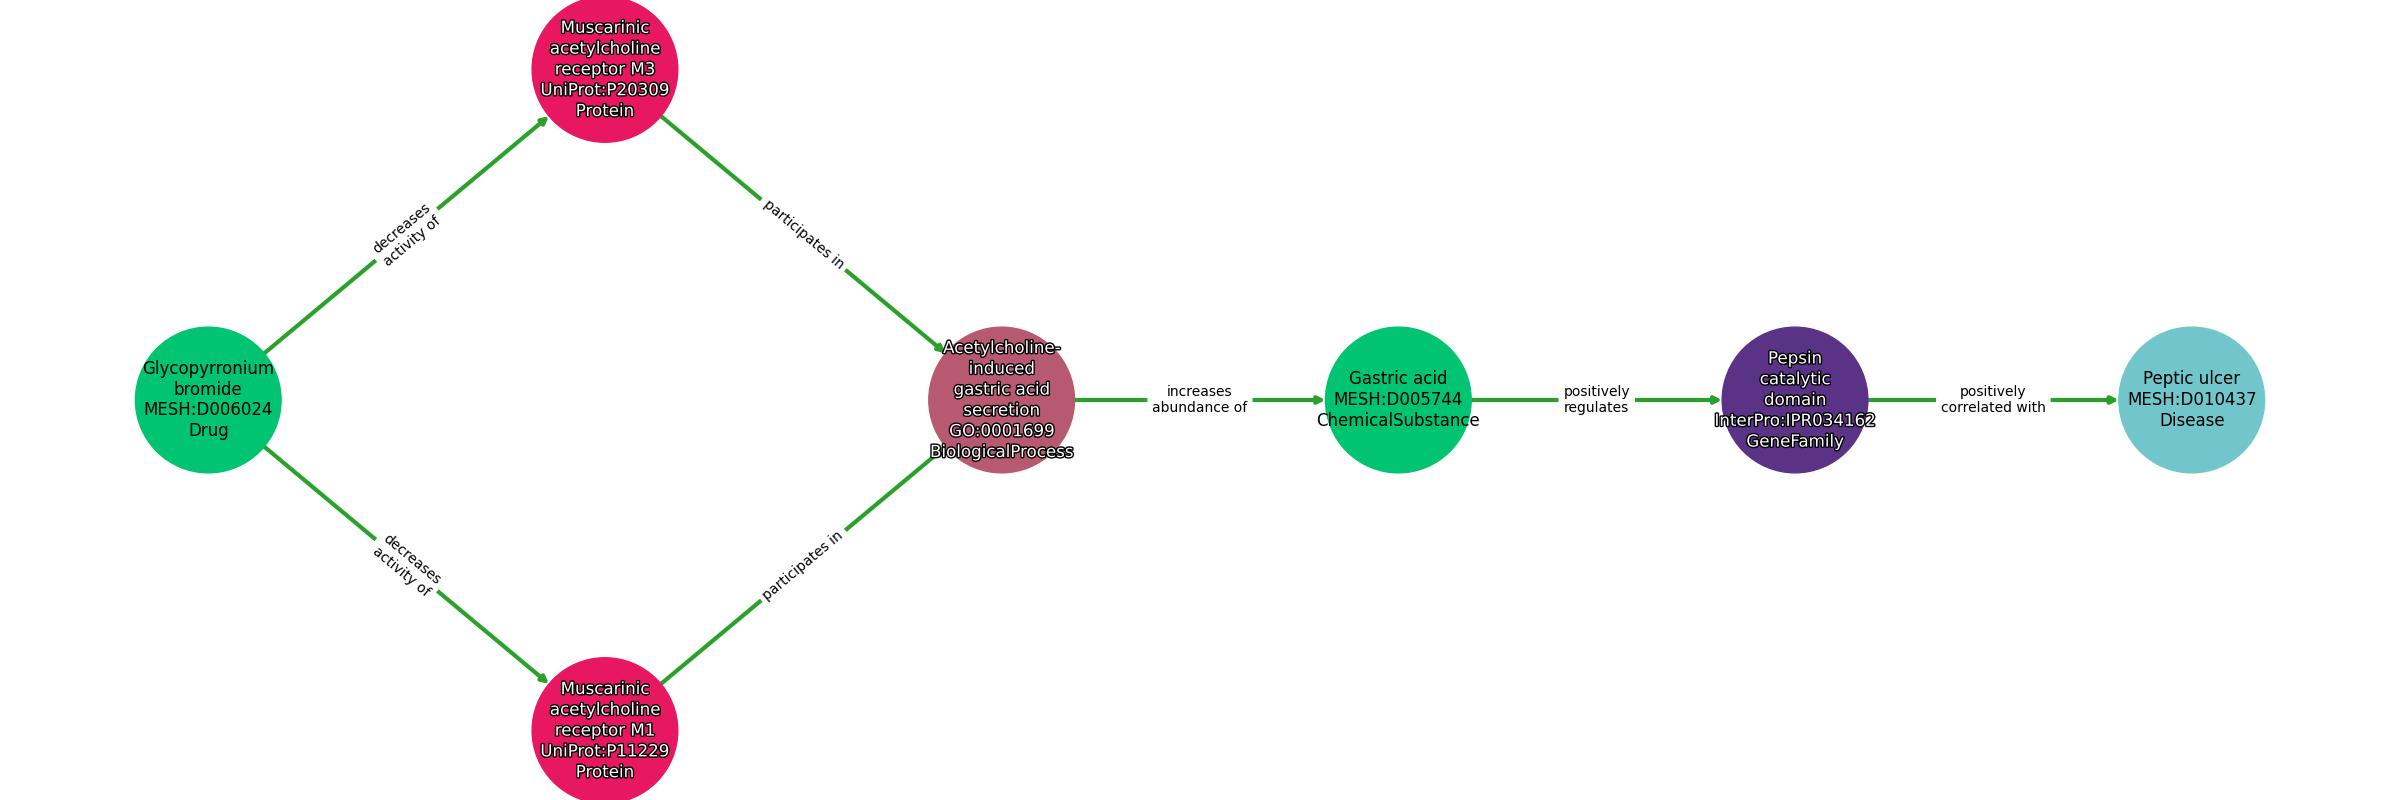 Muscarinic
acetylcholine
receptor M3
UniProt:P20309
Protein
decreases
activity of
participates in
Glycopyrronium
bromide
MESH:D006024
Drug
Acetylcholine-
induced
gastric acid
secretion
GO:0001699
BiologicalProcess
increases
abundance of
Gastric acid
MESH:D005744
ChemicalSubstance
positively
regulates
Pepsin
catalytic
domain
InterPro:IPR034162
GeneFamily
positively
correlated with
Peptic ulcer
MESH:D010437
Disease
decreases
activity of
participates in
Muscarinic
acetylcholine
receptor M1
UniProt:P11229
Protein